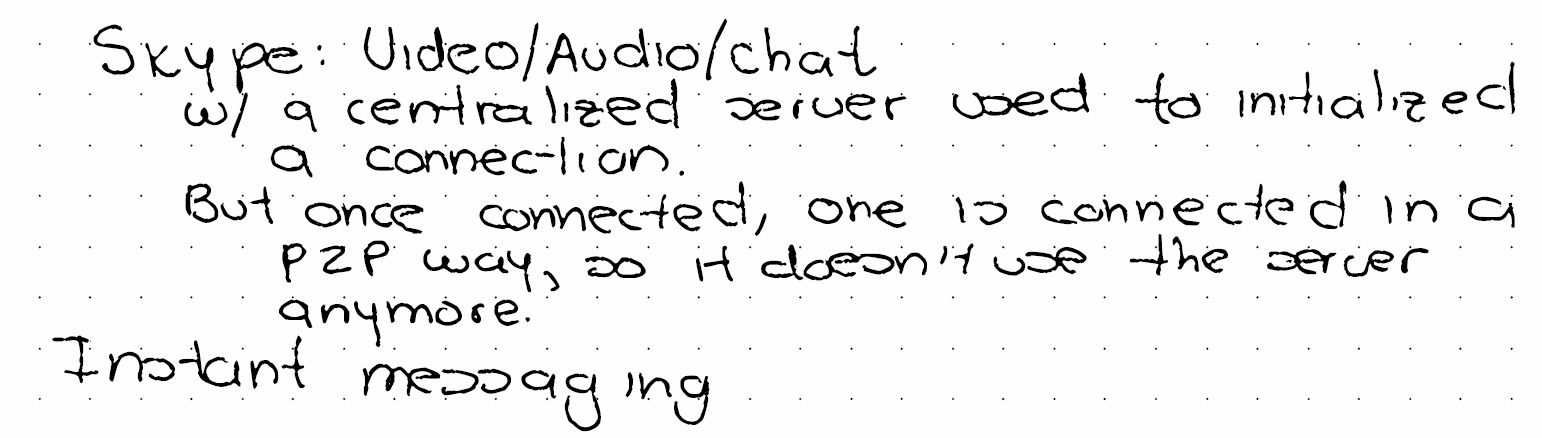 Skype: Video/Audio/chat
w/ a centralized server used to initialized
a connection.
But once connected, one is connected in a
P2P way, so it doesn't use the server
anymore.
Instant messaging